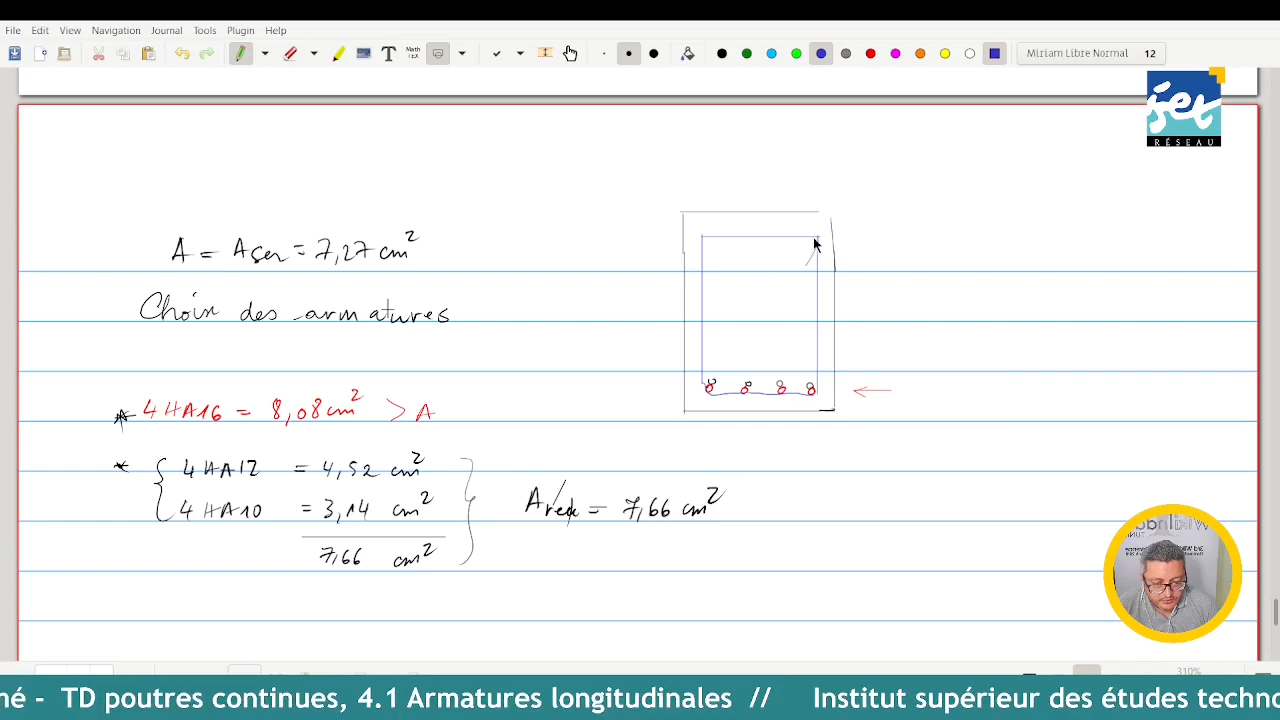 File Edit View Navigation Journal Tools Plugin Help
Miriam Libre Normal 12
ıset
RÉSEAU
A = Aser = 7,27 cm²
Choix des armatures
* 4HA16 = 8,08 cm² > A
* { 4HA12 = 4,52 cm²
4HA10 = 3,14 cm² }
7,66 cm²
= 7,66 cm²
310%
né - TD poutres continues, 4.1 Armatures longitudinales // Institut supérieur des études techno